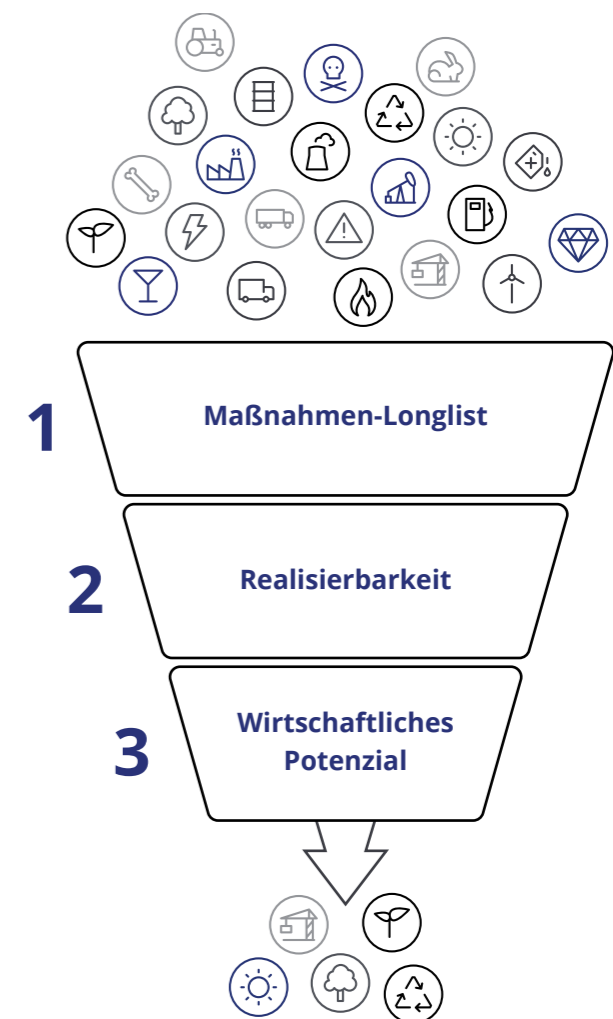 1
Maßnahmen-Longlist
2
Realisierbarkeit
3
Wirtschaftliches
Potenzial